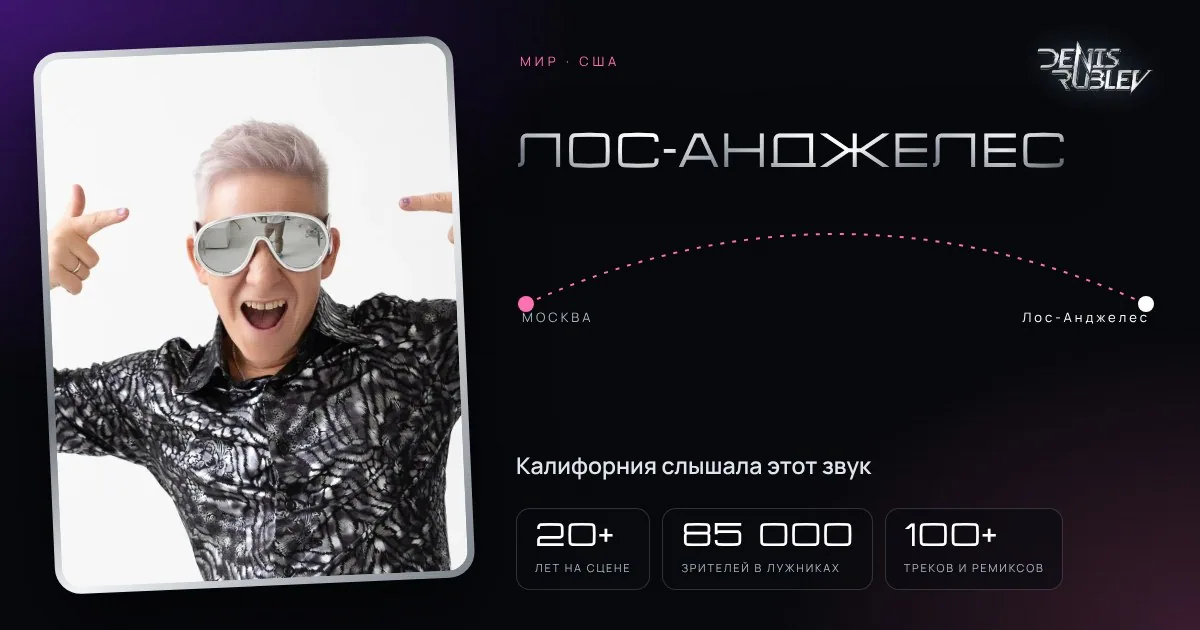 МИР · США
DENIS
RUBLEV
ЛОС-АНДЖЕЛЕС
МОСКВА
Лос-Анджелес
Калифорния слышала этот звук
20+
ЛЕТ НА СЦЕНЕ
85 000
ЗРИТЕЛЕЙ В ЛУЖНИКАХ
100+
ТРЕКОВ И РЕМИКСОВ